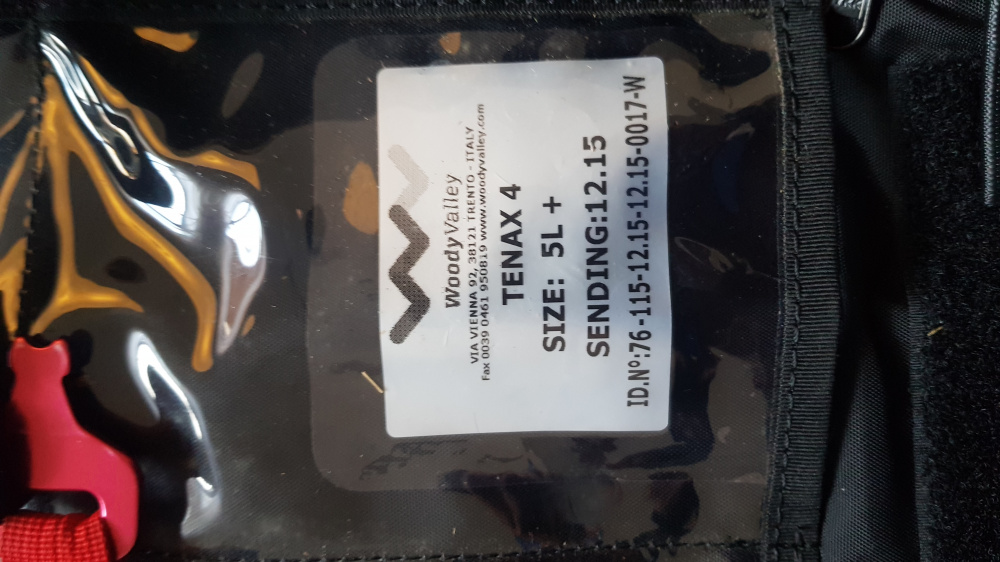 WoodyValley
VIA VIENNA 92, 38121 TRENTO - ITALY
Fax 0039 0461 950819 www.woodyvalley.com
TENAX 4
SIZE: 5L +
SENDING:12.15
ID.Nº:76-115-12.15-12.15-0017-W